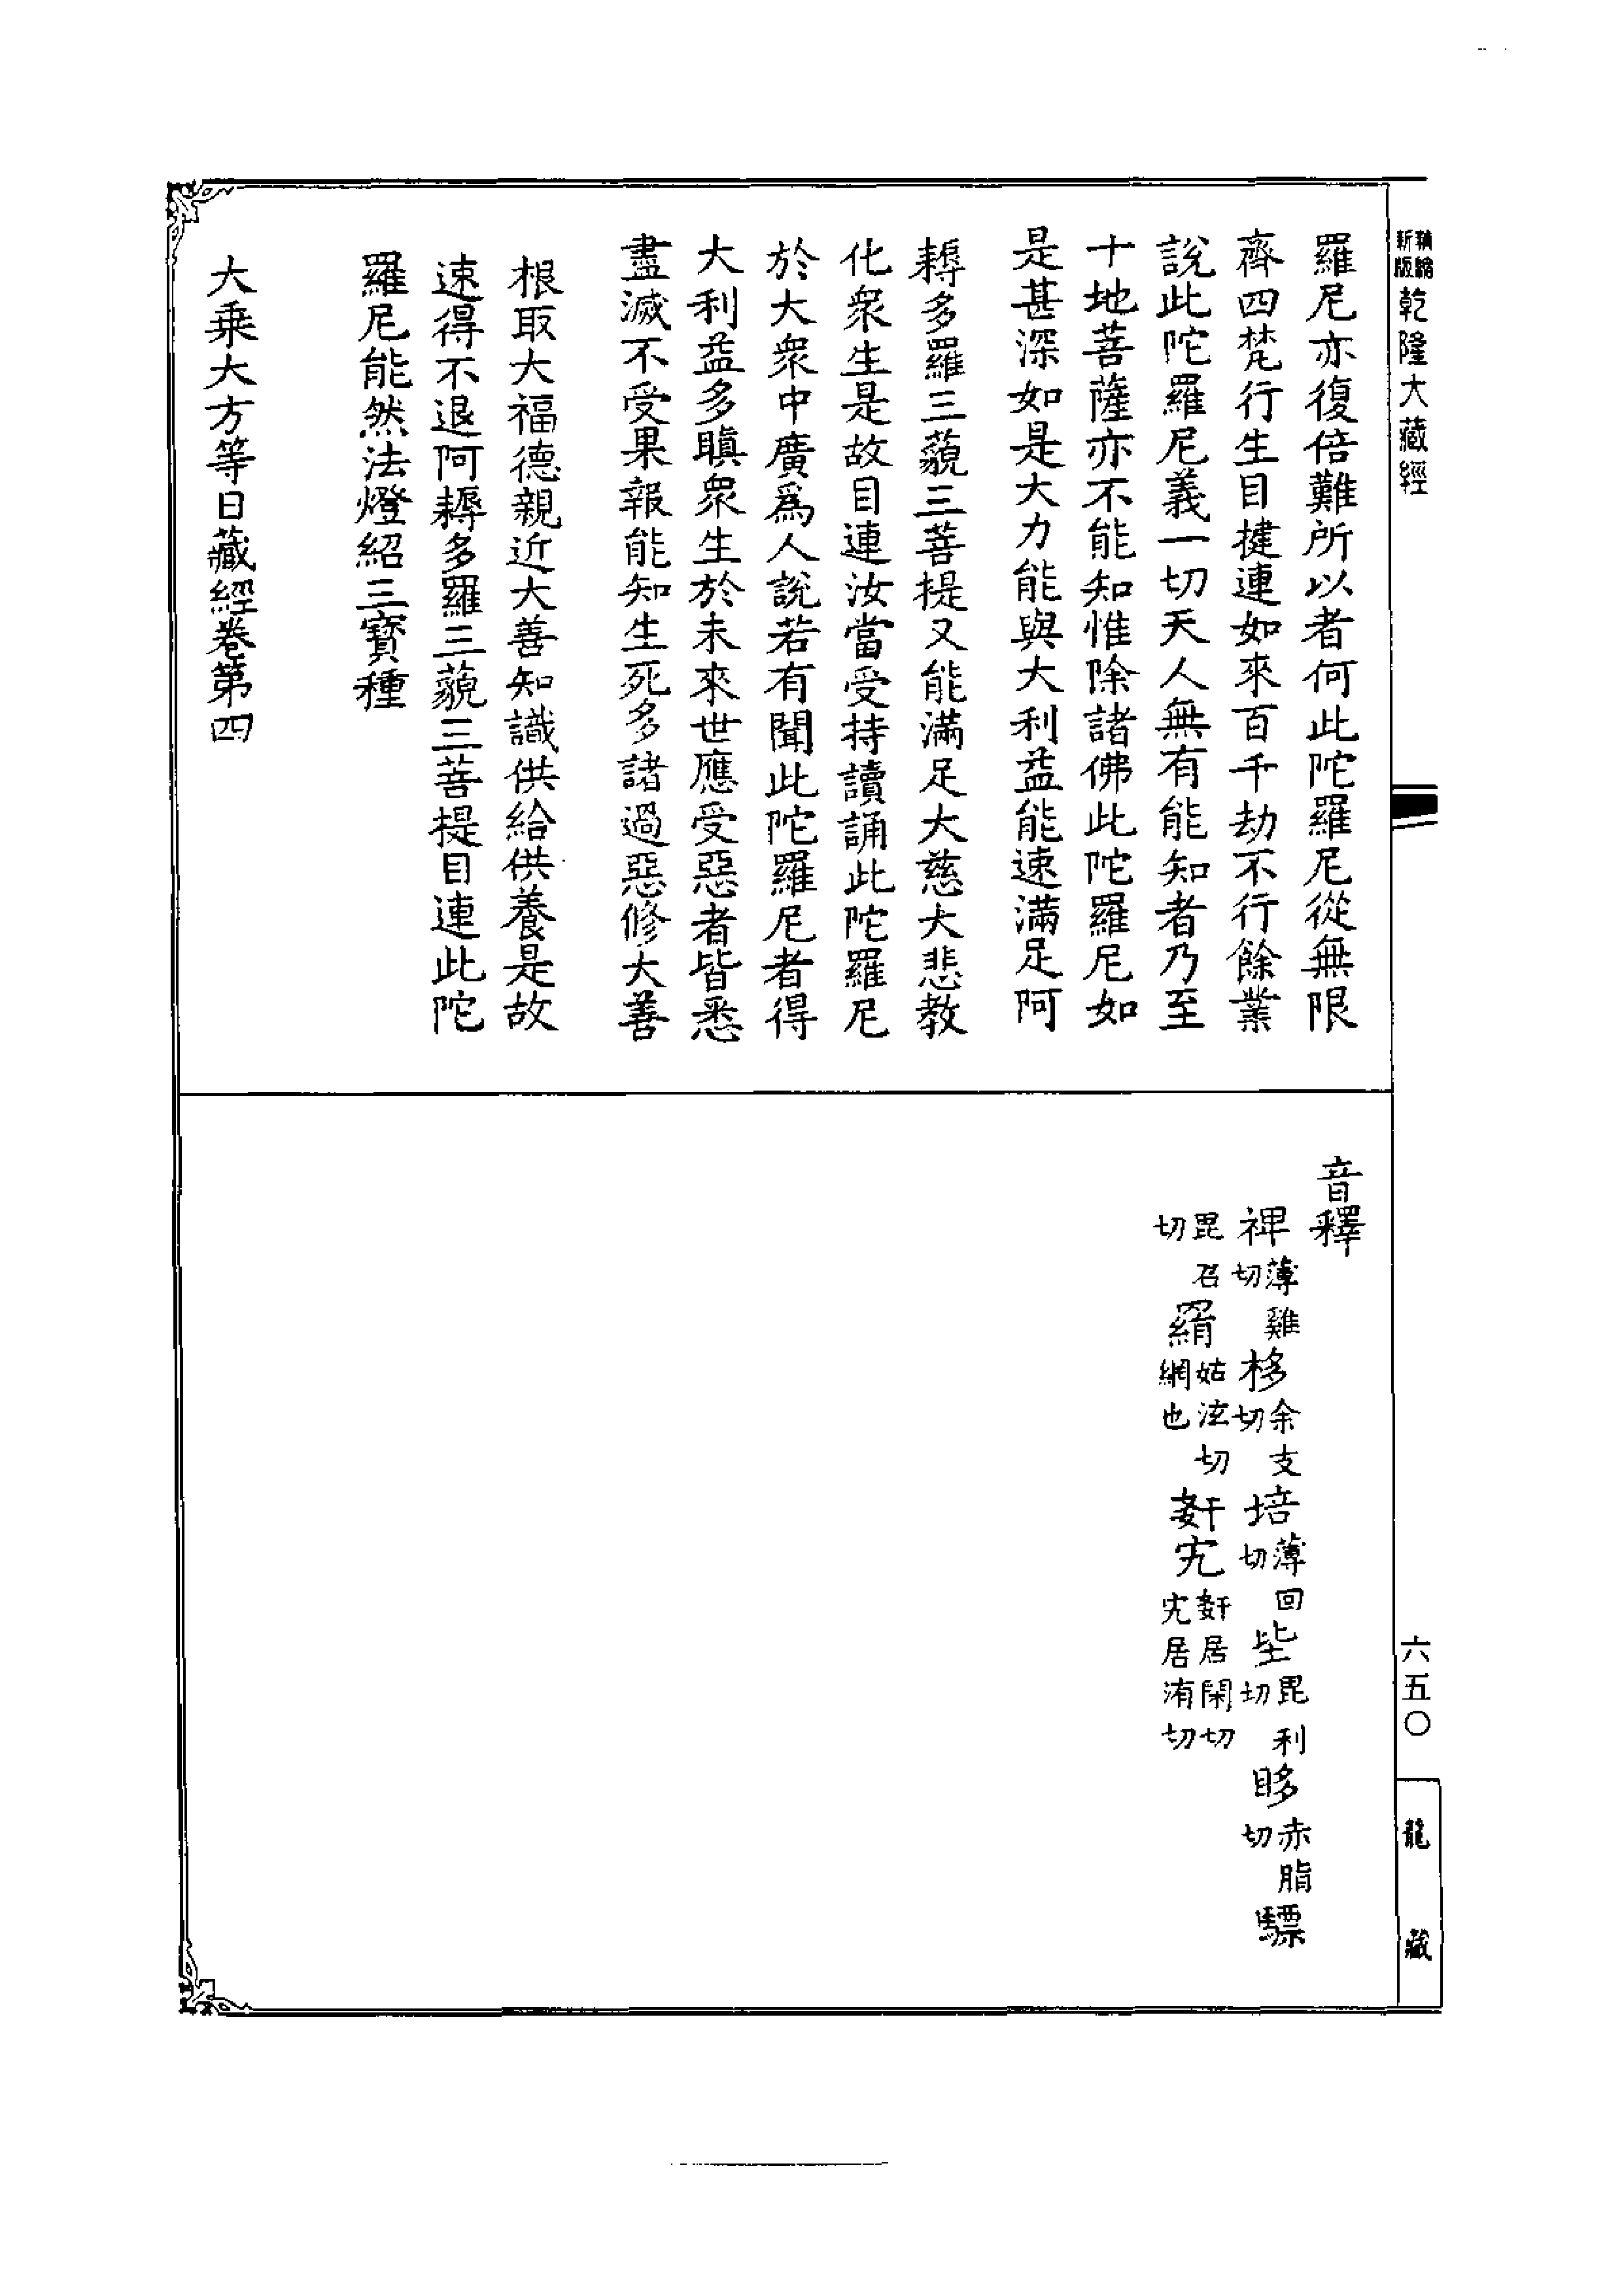 新版精縮乾隆大藏經
羅尼亦復倍難所以者何此陀羅尼從無限
齊四梵行生目揵連如來百千劫不行餘業
說此陀羅尼義一切天人無有能知者乃至
十地菩薩亦不能知惟除諸佛此陀羅尼如
是甚深如是大力能與大利益能速滿足阿
耨多羅三藐三菩提又能滿足大慈大悲教
化眾生是故目連汝當受持讀誦此陀羅尼
於大眾中廣為人說若有聞此陀羅尼者得
大利益多瞋眾生於未來世應受惡者皆悉
盡滅不受果報能知生死多諸過惡修大善
根取大福德親近大善知識供給供養是故
速得不退阿耨多羅三藐三菩提目連此陀
羅尼能然法燈紹三寶種
大乗大方等日藏經卷第四
音釋
裨薄雞切栘余支切培薄回切坒毘利切眵赤脂切驃
毘召切羂姑泫切網也姧宄姧居閑切宄居洧切
六五〇
龍藏